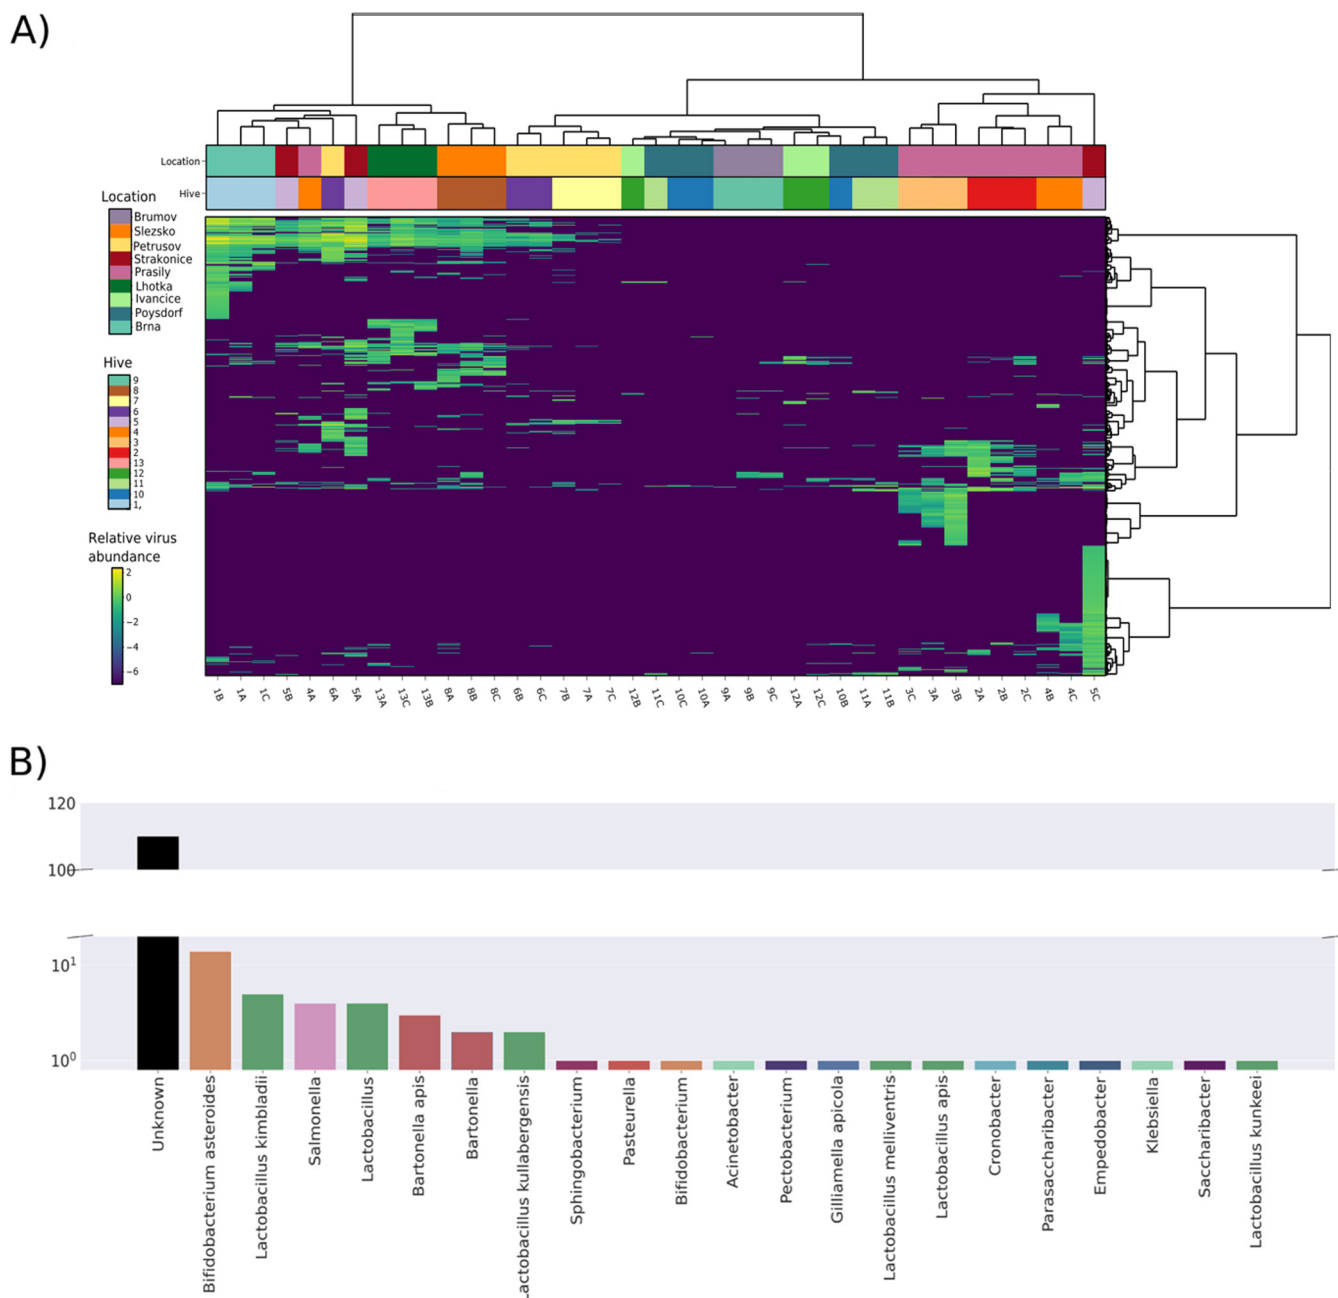 A)
Location
Hive
Location
Brumov
Slezsko
Petrusov
Strakonice
Prasily
Lhotka
Ivancice
Poysdorf
Brna
Hive
9
8
7
6
5
4
3
2
13
12
11
10
1,
Relative virus
abundance
2
0
−2
−4
−6
1B 1A 1C 5B 4A 6A 5A 13A 13C 13B 8A 8B 8C 6B 6C 7B 7A 7C 12B 11C 10C 10A 9A 9B 9C 12A 12C 10B 11A 11B 3C 3A 3B 2A 2B 2C 4B 4C 5C
B)
120
100
10¹
10⁰
Unknown
Bifidobacterium asteroides
Lactobacillus kimbladii
Salmonella
Lactobacillus
Bartonella apis
Bartonella
Lactobacillus kullabergensis
Sphingobacterium
Pasteurella
Bifidobacterium
Acinetobacter
Pectobacterium
Gilliamella apicola
Lactobacillus melliventris
Lactobacillus apis
Cronobacter
Parasaccharibacter
Empedobacter
Klebsiella
Saccharibacter
Lactobacillus kunkeei